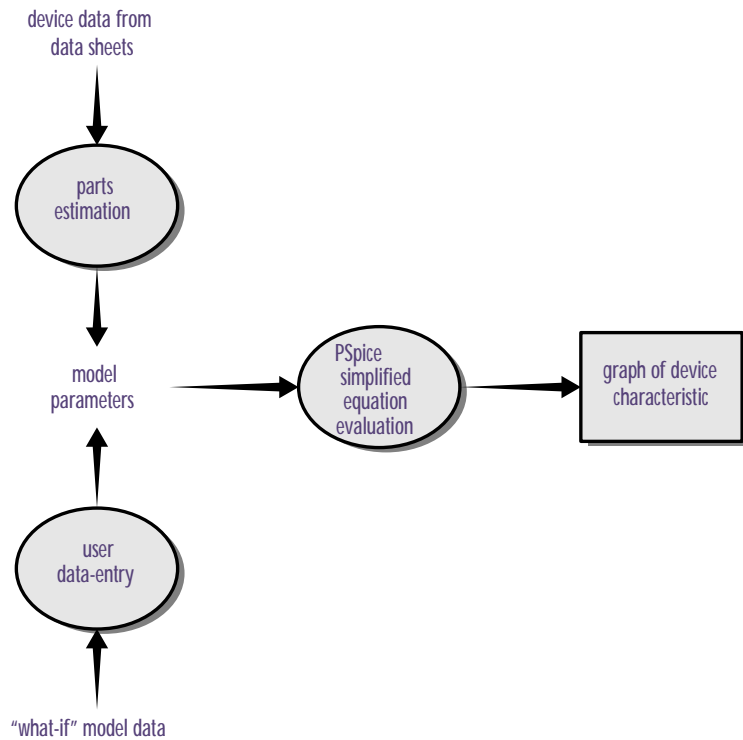 device data from
data sheets
parts
estimation
model
parameters
PSpice
simplified
equation
evaluation
graph of device
characteristic
user
data-entry
“what-if” model data